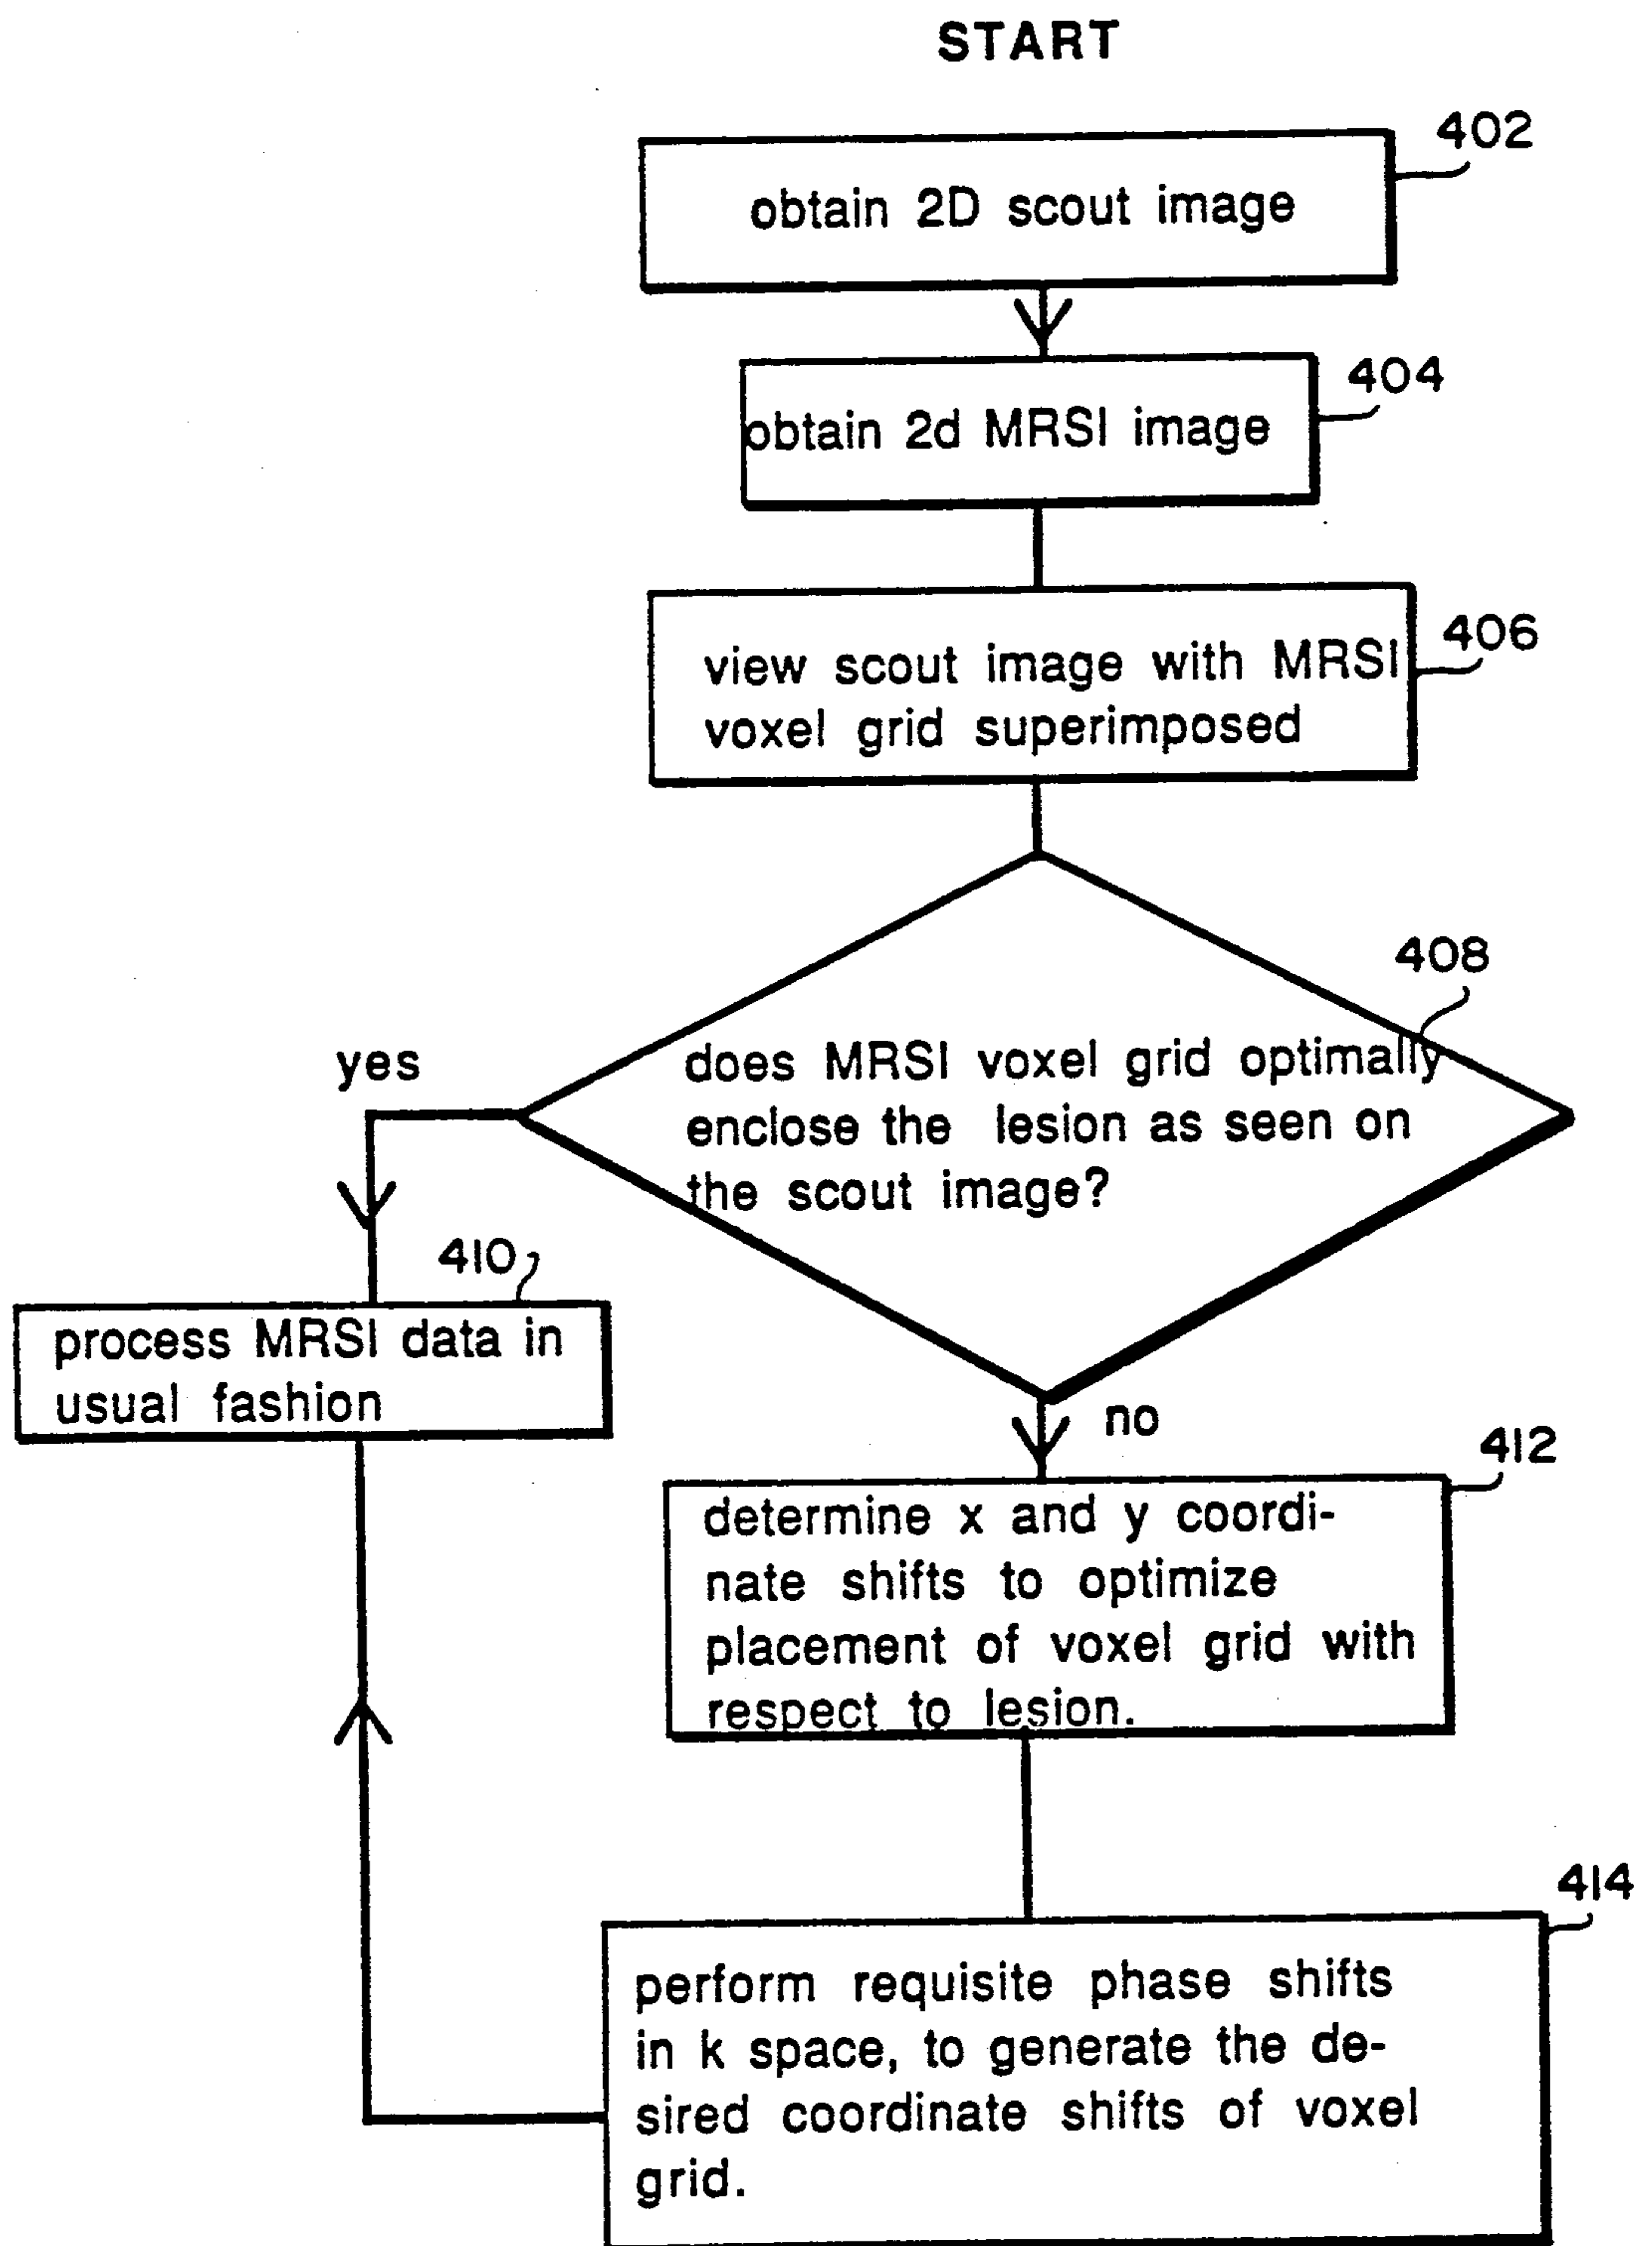 START
402
obtain 2D scout image
404
obtain 2d MRSI image
406
view scout image with MRSI
voxel grid superimposed
408
does MRSI voxel grid optimally
enclose the lesion as seen on
the scout image?
yes
410
process MRSI data in
usual fashion
no
412
determine x and y coordi-
nate shifts to optimize
placement of voxel grid with
respect to lesion.
414
perform requisite phase shifts
in k space, to generate the de-
sired coordinate shifts of voxel
grid.